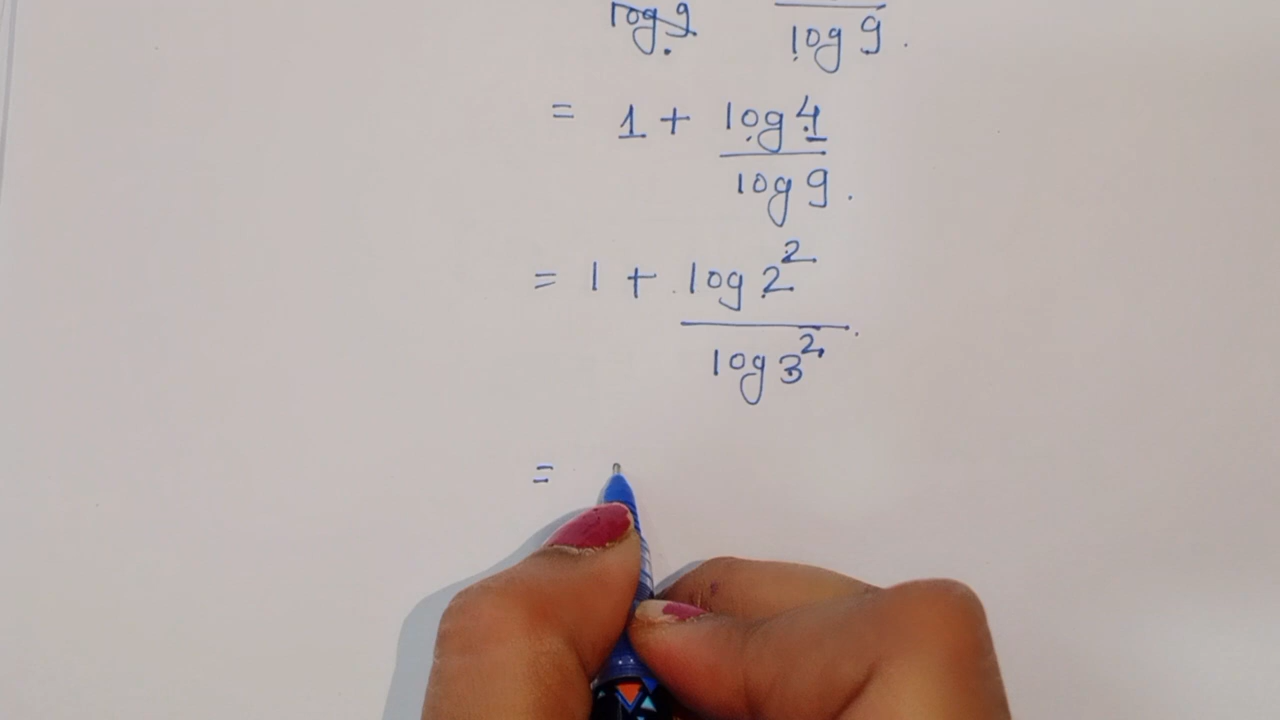 log 9 log 9.
= 1 + log 4
log 9.
= 1 + log 2²
log 3²
=